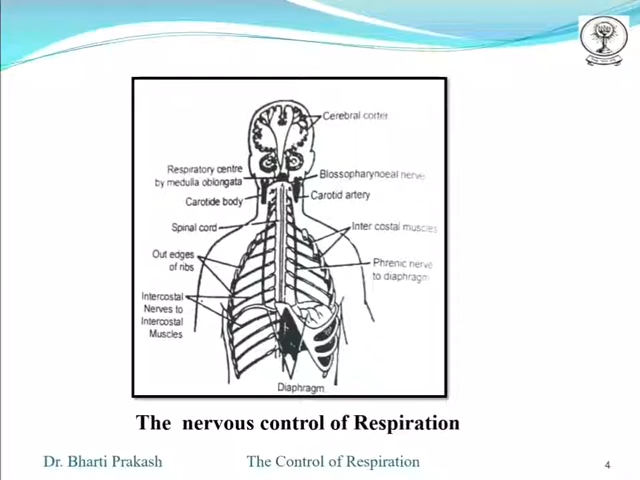 Cerebral corter
Respiratory centre
by medulla oblongata
Blossopharynoeal nerve
Carotide body
Carotid artery
Spinal cord
Inter costal muscles
Out edges
of ribs
Phrenic nerve
to diaphragm
Intercostal
Nerves to
Intercostal
Muscles
Diaphragm
The nervous control of Respiration
Dr. Bharti Prakash
The Control of Respiration
4